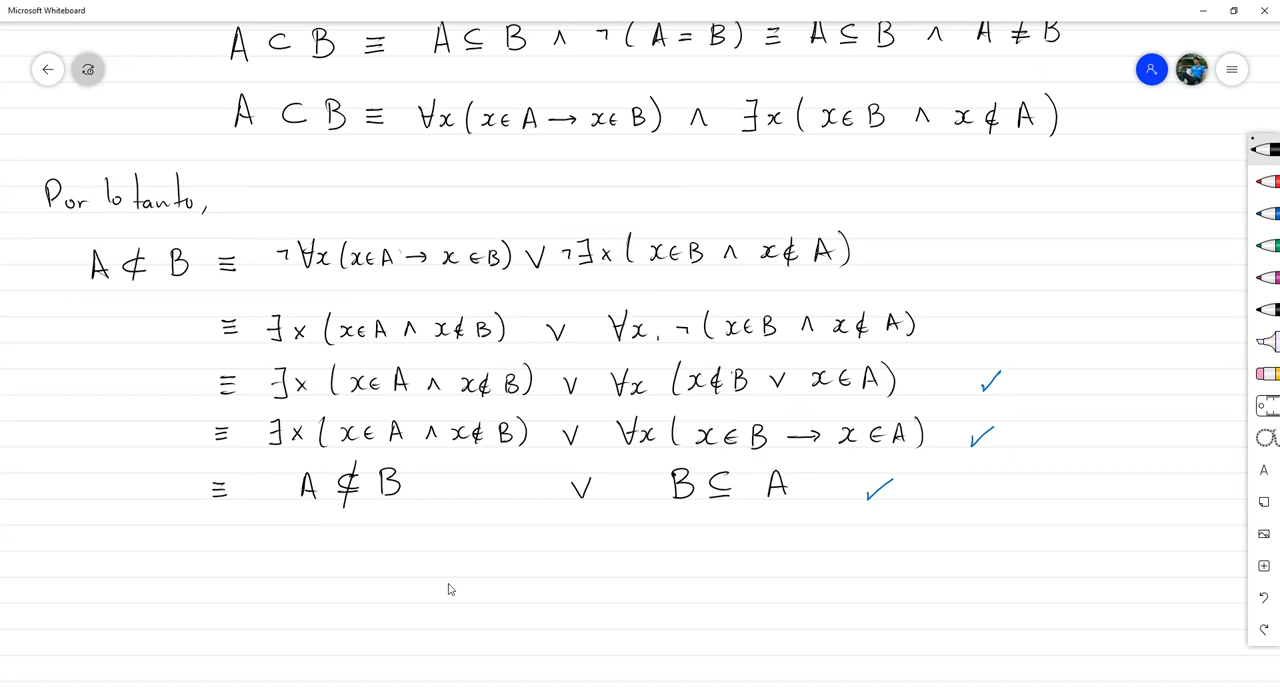 Microsoft Whiteboard
A ⊂ B ≡ A ⊆ B ∧ ¬(A = B) ≡ A ⊆ B ∧ A ≠ B
A ⊂ B ≡ ∀x(x∈A → x∈B) ∧ ∃x(x∈B ∧ x∉A)
Por lo tanto,
A ⊄ B ≡ ¬∀x(x∈A → x∈B) ∨ ¬∃x(x∈B ∧ x∉A)
≡ ∃x(x∈A ∧ x∉B) ∨ ∀x, ¬(x∈B ∧ x∉A)
≡ ∃x(x∈A ∧ x∉B) ∨ ∀x(x∉B ∨ x∈A) ✓
≡ ∃x(x∈A ∧ x∉B) ∨ ∀x(x∈B → x∈A) ✓
≡ A ⊈ B ∨ B ⊆ A ✓
A